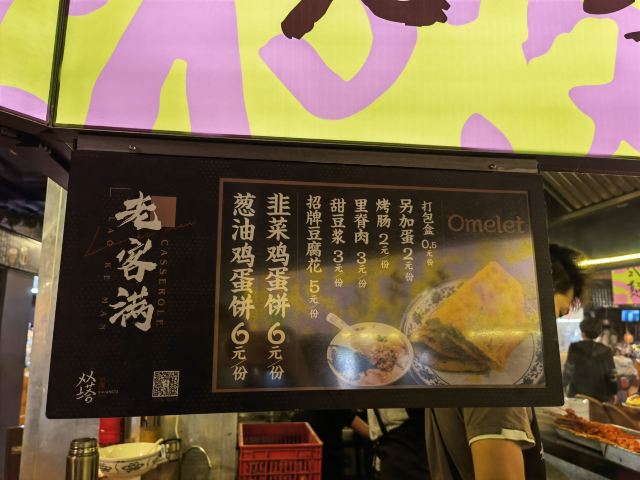 老客满
LAO KE MAN
CASSEROLE
双塔
葱油鸡蛋饼 6元/份
韭菜鸡蛋饼 6元/份
招牌豆腐花 5元/份
甜豆浆 3元/份
里脊肉 3元/份
烤肠 2元/份
另加蛋 2元/份
打包盒 0.5元/份
Omelet